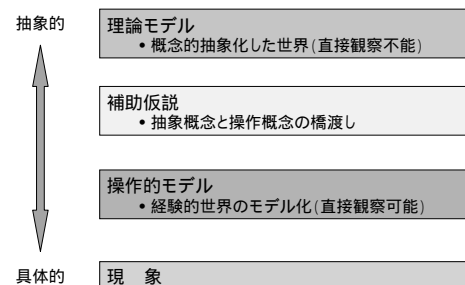 抽象的
理論モデル
• 概念的抽象化した世界(直接観察不能)
補助仮説
• 抽象概念と操作概念の橋渡し
操作的モデル
• 経験的世界のモデル化(直接観察可能)
具体的
現　象